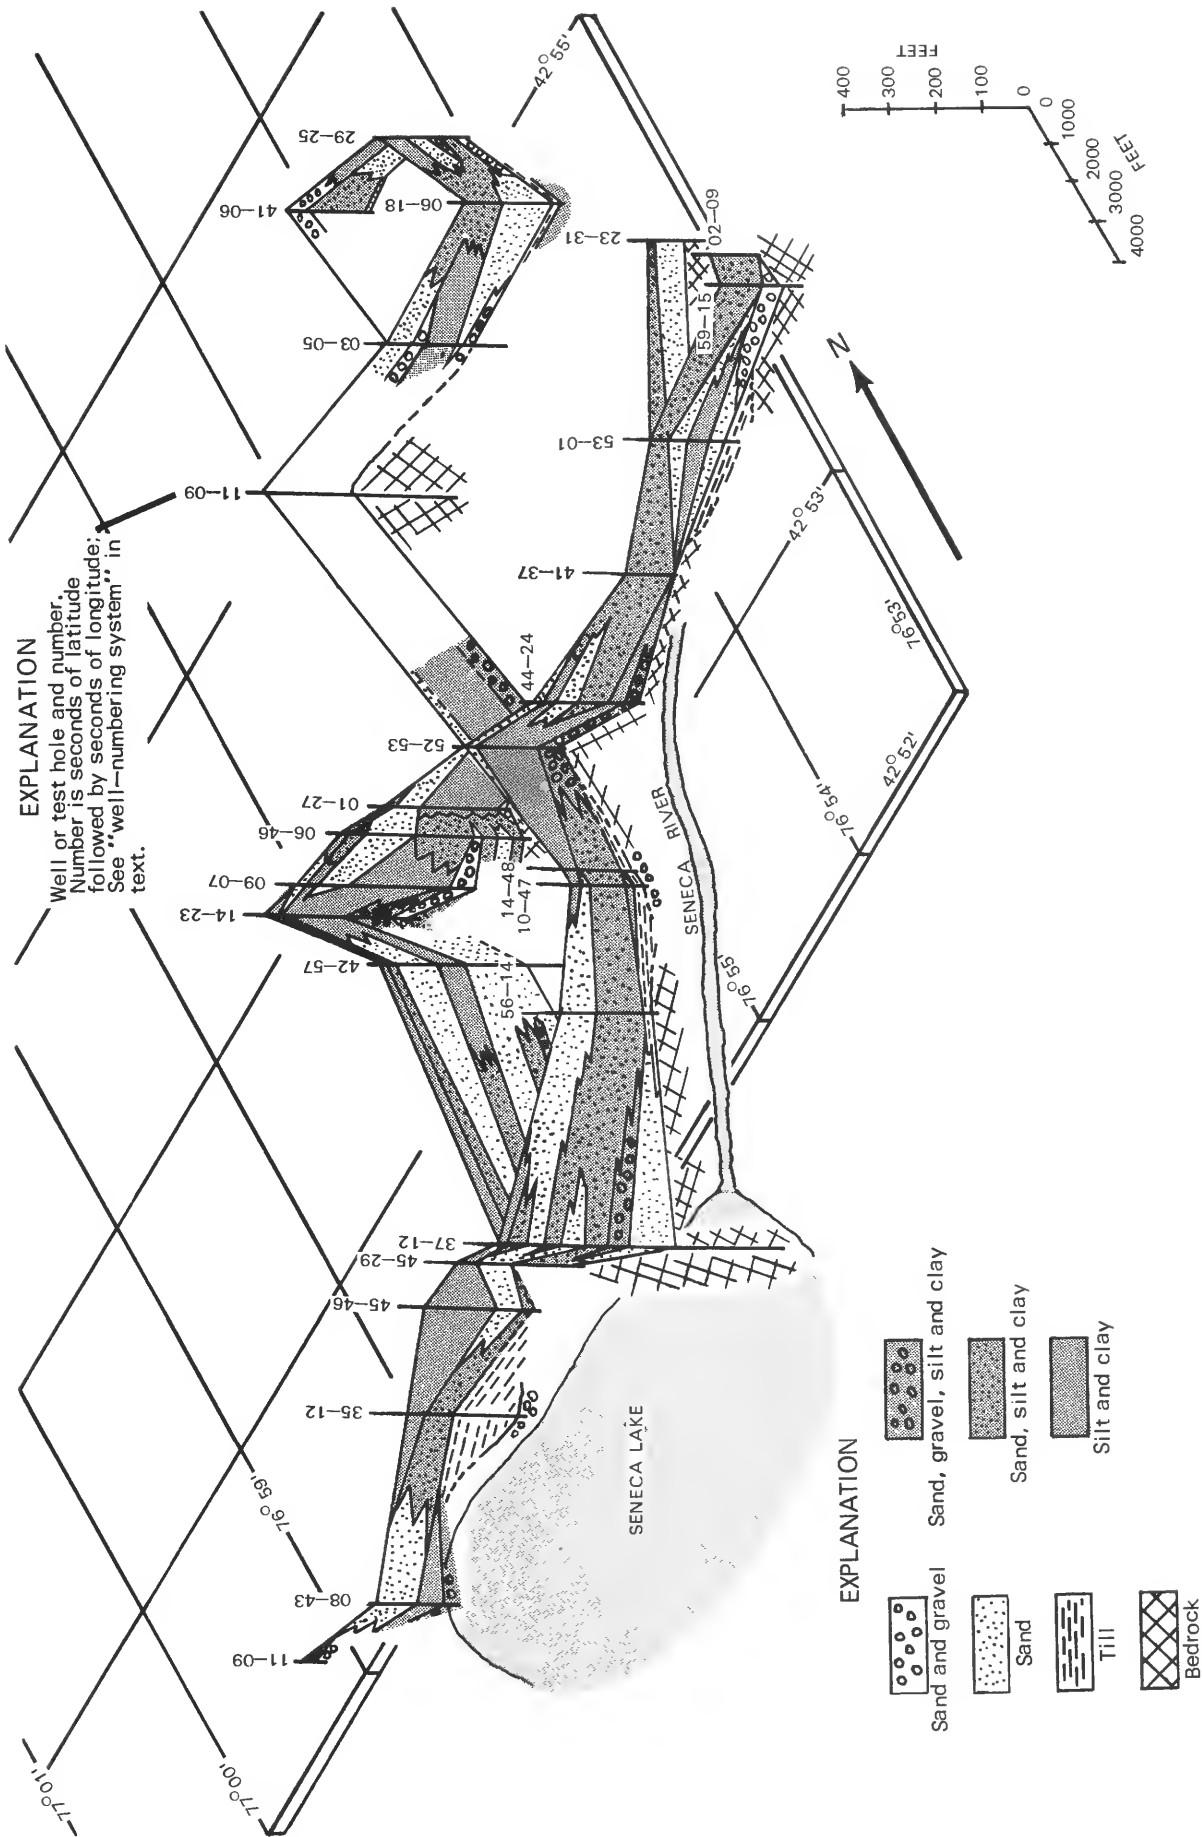 EXPLANATION
Well or test hole and number.
Number is seconds of latitude
followed by seconds of longitude;
See "well-numbering system" in
text.
11-09
42°55'
29-25
41-06
06-18
03-05
11-09
23-31
02-09
59-15
53-01
41-37
44-24
52-53
01-27
06-46
09-07
14-23
42-57
14-48
10-47
56-14
37-12
45-29
45-46
35-12
08-43
400
300
200
100
0
FEET
0
1000
2000
3000
4000
FEET
N
42°53'
76°53'
42°52'
76°54'
76°55'
76°59'
77°00'
77°01'
SENECA RIVER
SENECA LAKE
EXPLANATION
Sand and gravel
Sand
Till
Bedrock
Sand, gravel, silt and clay
Sand, silt and clay
Silt and clay